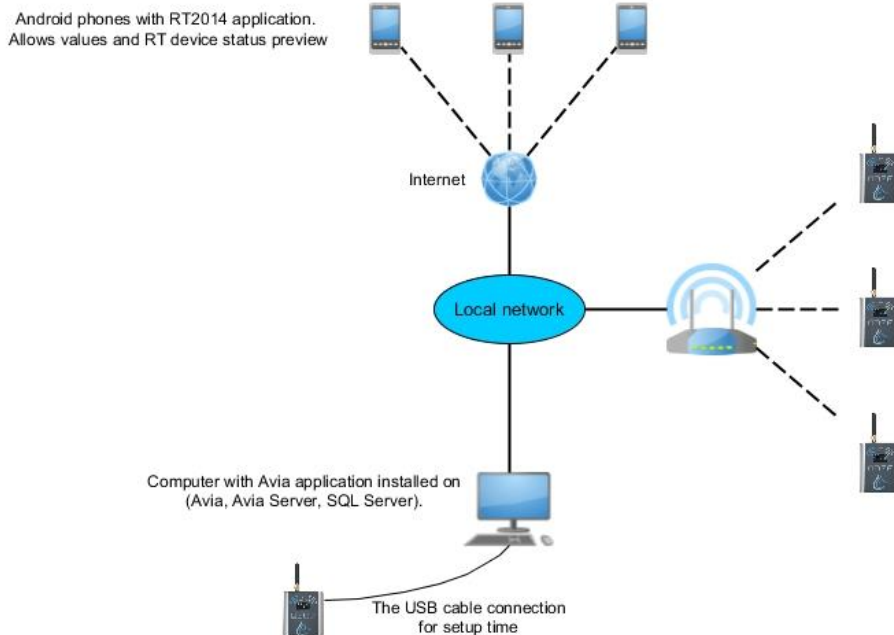 Android phones with RT2014 application.
Allows values and RT device status preview
Internet
Local network
Computer with Avia application installed on
(Avia, Avia Server, SQL Server).
The USB cable connection
for setup time